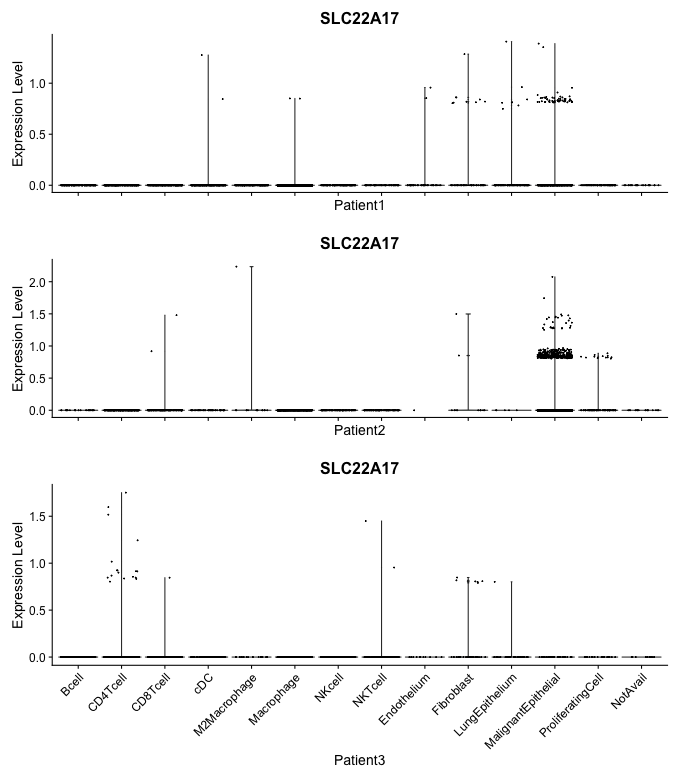 SLC22A17
Expression Level
1.0
0.5
0.0
Patient1
SLC22A17
Expression Level
2.0
1.5
1.0
0.5
0.0
Patient2
SLC22A17
Expression Level
1.5
1.0
0.5
0.0
Bcell
CD4Tcell
CD8Tcell
cDC
M2Macrophage
Macrophage
NKcell
NKTcell
Endothelium
Fibroblast
LungEpithelium
MalignantEpithelial
ProliferatingCell
NotAvail
Patient3